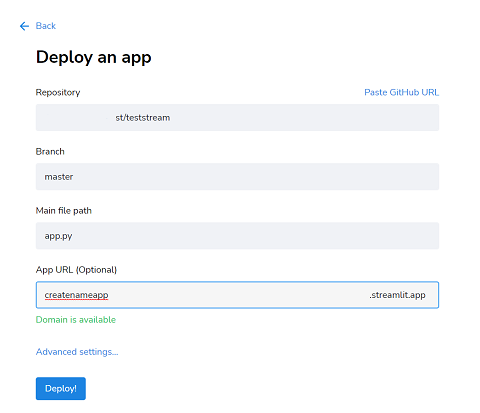 Back
Deploy an app
Repository Paste GitHub URL
st/teststream
Branch
master
Main file path
app.py
App URL (Optional)
createnameapp .streamlit.app
Domain is available
Advanced settings...
Deploy!